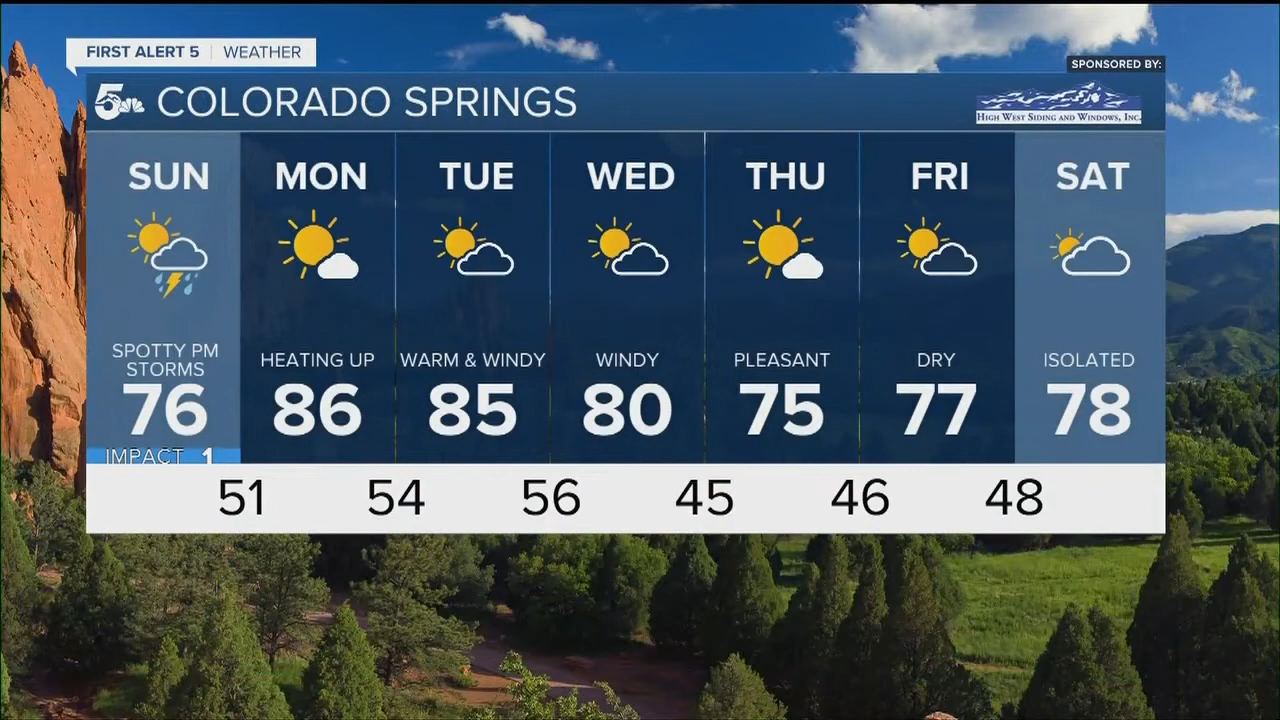 FIRST ALERT 5 | WEATHER
SPONSORED BY:
5 COLORADO SPRINGS
HIGH WEST SIDING AND WINDOWS, INC.
SUN MON TUE WED THU FRI SAT
SPOTTY PM
STORMS HEATING UP WARM & WINDY WINDY PLEASANT DRY ISOLATED
76 86 85 80 75 77 78
IMPACT 1
51 54 56 45 46 48